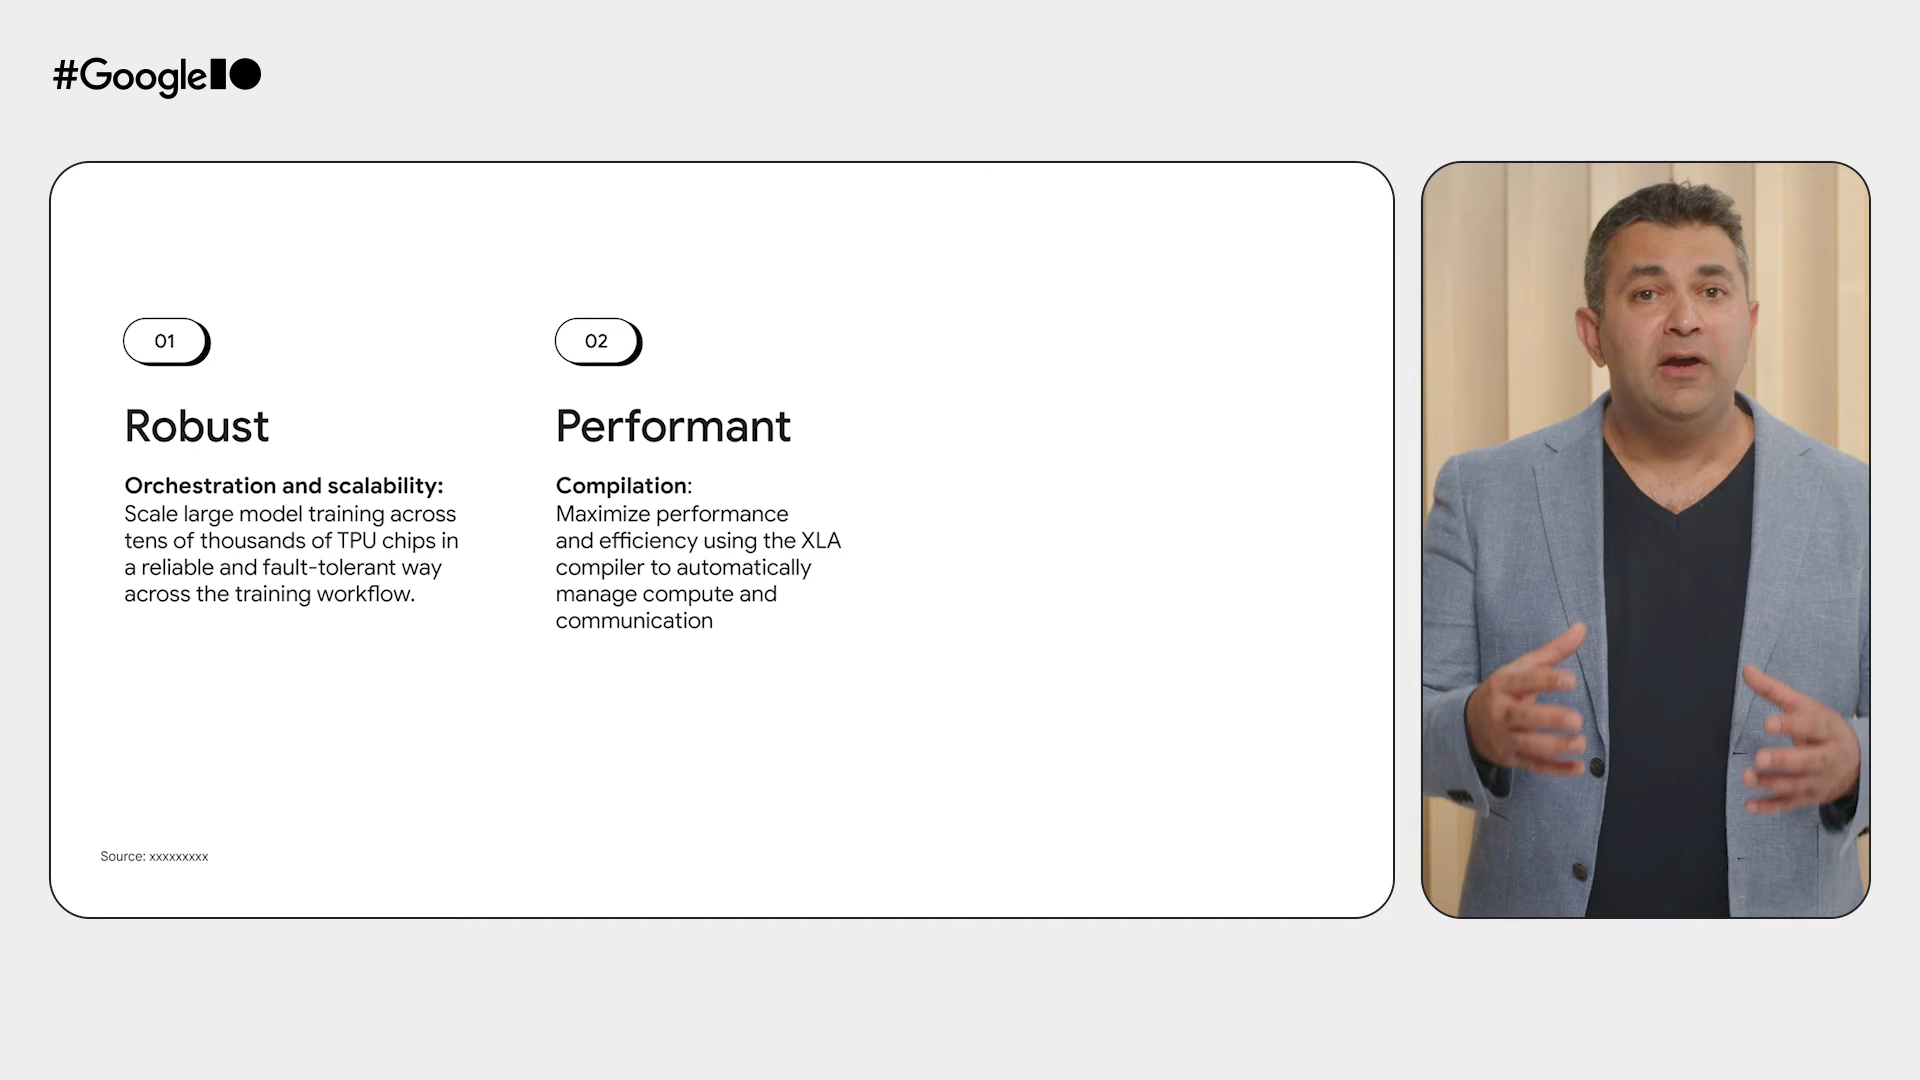 #GoogleIO
01
Robust
Orchestration and scalability:
Scale large model training across
tens of thousands of TPU chips in
a reliable and fault-tolerant way
across the training workflow.
02
Performant
Compilation:
Maximize performance
and efficiency using the XLA
compiler to automatically
manage compute and
communication
Source: xxxxxxxxx